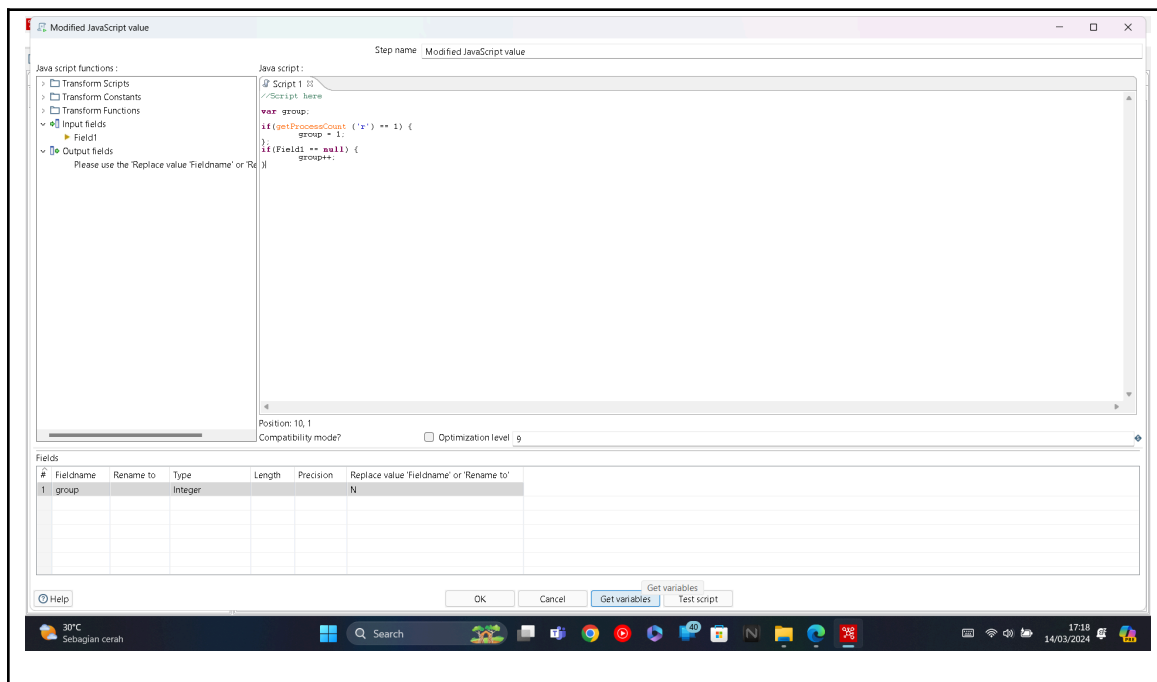 Modified JavaScript value
Step name Modified JavaScript value
Java script functions :
Java script :
Transform Scripts
Transform Constants
Transform Functions
Input fields
Field1
Output fields
Please use the 'Replace value 'Fieldname' or 'Re
Script 1
//Script here
var group;
if(getProcessCount ('r') == 1) {
group = 1;
};
if(Field1 == null) {
group++;
}
Position: 10, 1
Compatibility mode? Optimization level 9
Fields
# Fieldname Rename to Type Length Precision Replace value 'Fieldname' or 'Rename to'
1 group Integer N
Get variables
Help OK Cancel Get variables Test script
30°C
Sebagian cerah
Search
40
17:18
14/03/2024